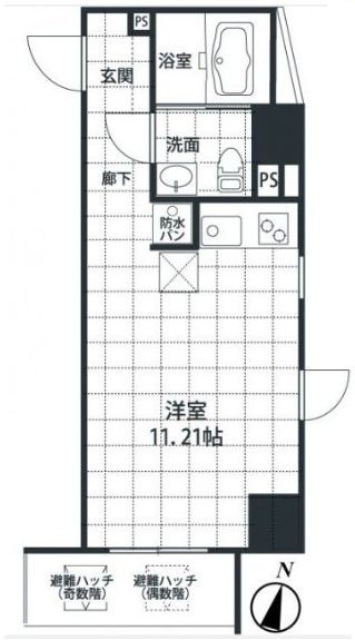 PS
玄関
浴室
洗面
廊下
PS
防水
パン
洋室
11.21帖
避難ハッチ
(奇数階)
避難ハッチ
(偶数階)
N